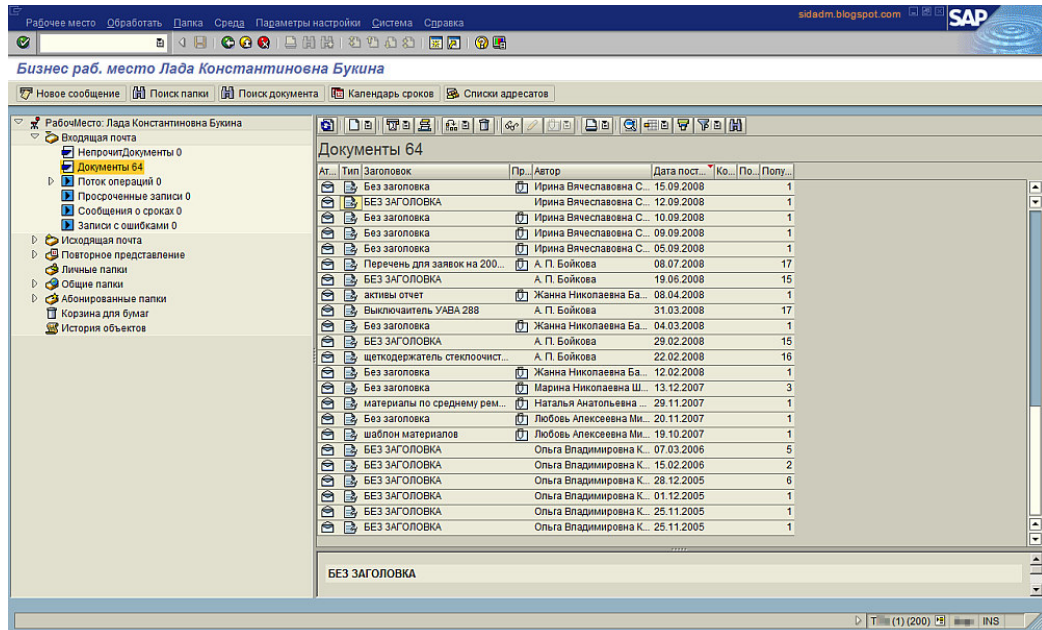 sidadm.blogspot.com
SAP
Рабочее место Обработать Папка Среда Параметры настройки Система Справка
Бизнес раб. место Лада Константиновна Букина
Новое сообщение Поиск папки Поиск документа Календарь сроков Списки адресатов
РабочМесто: Лада Константиновна Букина
Входящая почта
НепрочитДокументы 0
Документы 64
Поток операций 0
Просроченные записи 0
Сообщения о сроках 0
Записи с ошибками 0
Исходящая почта
Повторное представление
Личные папки
Общие папки
Абонированные папки
Корзина для бумаг
История объектов
Документы 64
Ат... Тип Заголовок Пр... Автор Дата пост... Ко... По... Полу...
Без заголовка Ирина Вячеславовна С... 15.09.2008 1
БЕЗ ЗАГОЛОВКА Ирина Вячеславовна С... 12.09.2008 1
Без заголовка Ирина Вячеславовна С... 10.09.2008 1
Без заголовка Ирина Вячеславовна С... 09.09.2008 1
Без заголовка Ирина Вячеславовна С... 05.09.2008 1
Перечень для заявок на 200... А. П. Бойкова 08.07.2008 17
БЕЗ ЗАГОЛОВКА А. П. Бойкова 19.06.2008 15
активы отчет Жанна Николаевна Ба... 08.04.2008 1
Выключаитель УАВА 288 А. П. Бойкова 31.03.2008 17
Без заголовка Жанна Николаевна Ба... 04.03.2008 1
БЕЗ ЗАГОЛОВКА А. П. Бойкова 29.02.2008 15
щеткодержатель стеклоочист... А. П. Бойкова 22.02.2008 16
Без заголовка Жанна Николаевна Ба... 12.02.2008 1
Без заголовка Марина Николаевна Ш... 13.12.2007 3
материалы по среднему рем... Наталья Анатольевна ... 29.11.2007 1
Без заголовка Любовь Алексеевна Ми... 20.11.2007 1
шаблон материалов Любовь Алексеевна Ми... 19.10.2007 1
БЕЗ ЗАГОЛОВКА Ольга Владимировна К... 07.03.2006 5
БЕЗ ЗАГОЛОВКА Ольга Владимировна К... 15.02.2006 2
БЕЗ ЗАГОЛОВКА Ольга Владимировна К... 28.12.2005 6
БЕЗ ЗАГОЛОВКА Ольга Владимировна К... 01.12.2005 1
БЕЗ ЗАГОЛОВКА Ольга Владимировна К... 25.11.2005 1
БЕЗ ЗАГОЛОВКА Ольга Владимировна К... 25.11.2005 1
БЕЗ ЗАГОЛОВКА
(1) (200) INS